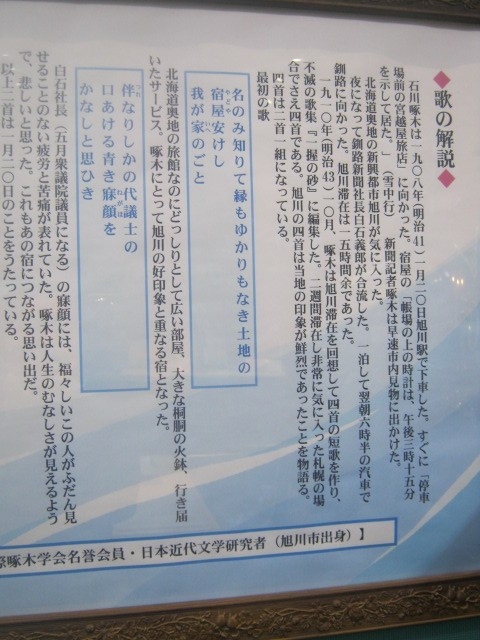 ◆歌の解説◆
石川啄木は一九〇八年(明治41)一月二〇日旭川駅で下車した。すぐに「停車
場前の宮越屋旅店」に向かった。宿屋の「帳場の上の時計は、午後三時十五分
を示して居た。」(雪中行) 新聞記者啄木は早速市内見物に出かけた。
北海道奥地の新興都市旭川が気に入った。
夜になって釧路新聞社長白石義郎が合流した。一泊して翌朝六時半の汽車で
釧路に向かった。旭川滞在は一五時間余であった。
一九一〇年(明治43)一〇月、啄木は旭川滞在を回想して四首の短歌を作り、
不滅の歌集『一握の砂』に編集した。二週間滞在し非常に気に入った札幌の場
合でさえ四首である。旭川の四首は当地の印象が鮮烈であったことを物語る。
四首は二首一組になっている。
最初の歌
名のみ知りて縁もゆかりもなき土地の
宿屋安けし
やどや
我が家のごと
いへ
北海道奥地の旅館なのにどっしりとして広い部屋、大きな桐胴の火鉢、行き届
いたサービス。啄木にとって旭川の好印象と重なる宿となった。
伴なりしかの代議士の
つれ
口あける青き寐顔を
ねがほ
かなしと思ひき
白石社長(五月衆議院議員になる)の寐顔には、福々しいこの人がふだん見
せることのない疲労と苦痛が表れていた。啄木は人生のむなしさが見えるよう
で、悲しいと思った。これもあの宿につながる思い出だ。
以上二首は一月二〇日のことをうたっている。
際啄木学会名誉会員・日本近代文学研究者(旭川市出身)】